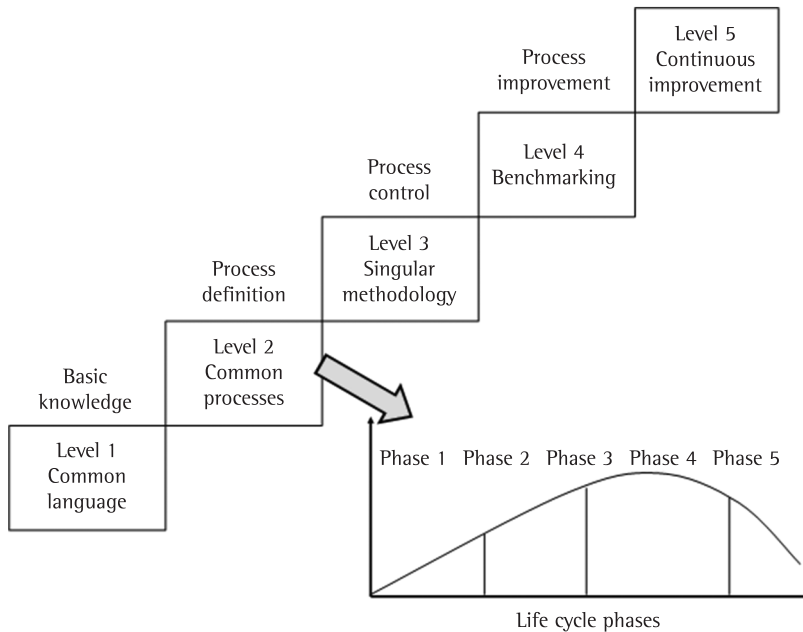 Level 5
Continuous
improvement
Process
improvement
Level 4
Benchmarking
Process
control
Level 3
Singular
methodology
Process
definition
Level 2
Common
processes
Basic
knowledge
Level 1
Common
language
Phase 1 Phase 2 Phase 3 Phase 4 Phase 5
Life cycle phases